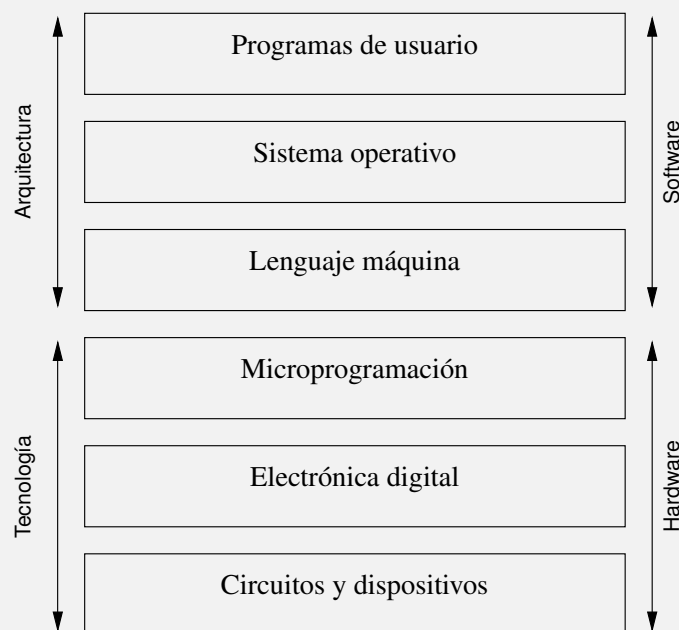 Programas de usuario
Arquitectura
Sistema operativo
Software
Lenguaje máquina
Microprogramación
Tecnología
Electrónica digital
Hardware
Circuitos y dispositivos